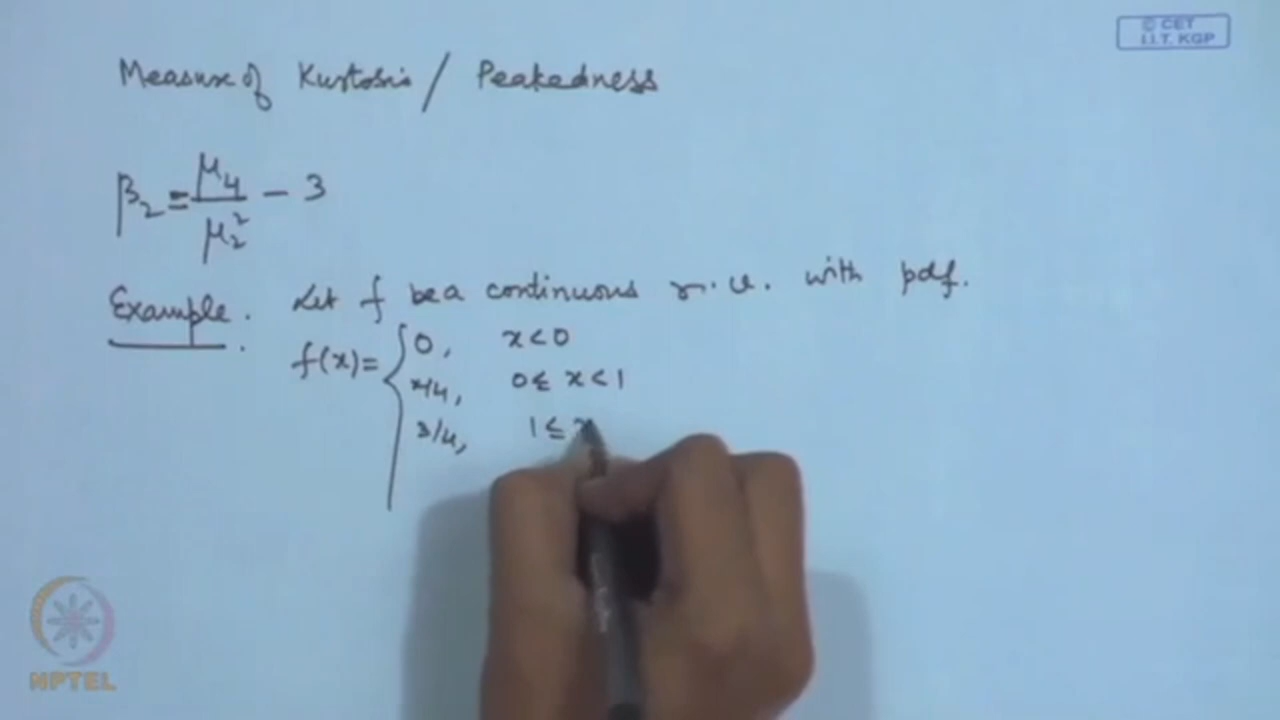 © CET
I.I.T. KGP
Measure of Kurtosis / Peakedness
β₂ = μ₄/μ₂² - 3
Example. Let f be a continuous r.v. with pdf.
f(x) = { 0, x < 0
x/4, 0 ≤ x < 1
3/4, 1 ≤ x
NPTEL